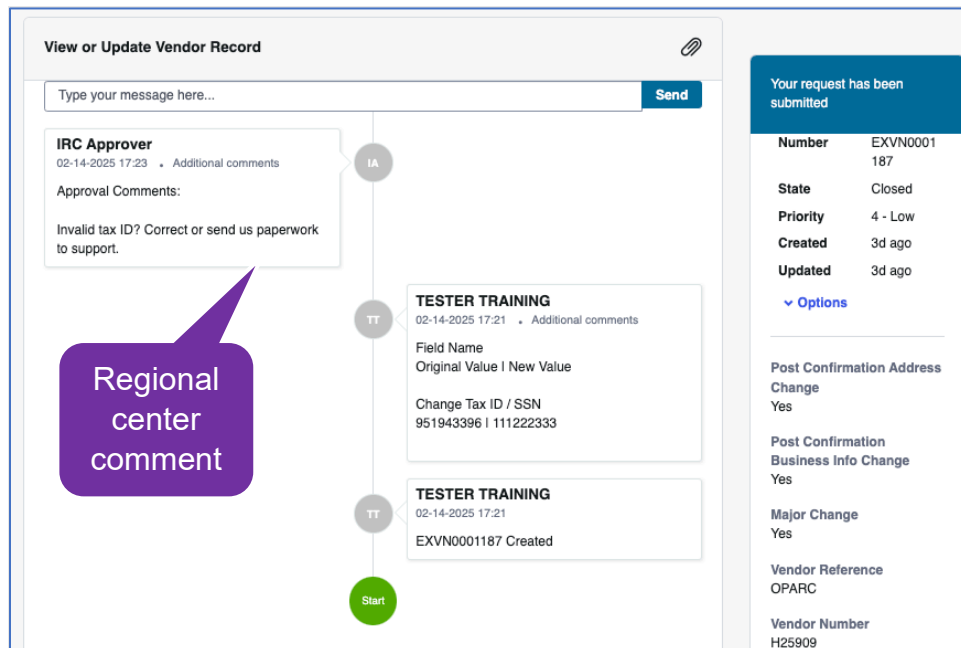 View or Update Vendor Record
Type your message here...
Send
IRC Approver
02-14-2025 17:23 • Additional comments
Approval Comments:
Invalid tax ID? Correct or send us paperwork
to support.
IA
Regional
center
comment
TT
TESTER TRAINING
02-14-2025 17:21 • Additional comments
Field Name
Original Value I New Value
Change Tax ID / SSN
951943396 I 111222333
TT
TESTER TRAINING
02-14-2025 17:21
EXVN0001187 Created
Start
Your request has been
submitted
Number EXVN0001
187
State Closed
Priority 4 - Low
Created 3d ago
Updated 3d ago
Options
Post Confirmation Address
Change
Yes
Post Confirmation
Business Info Change
Yes
Major Change
Yes
Vendor Reference
OPARC
Vendor Number
H25909